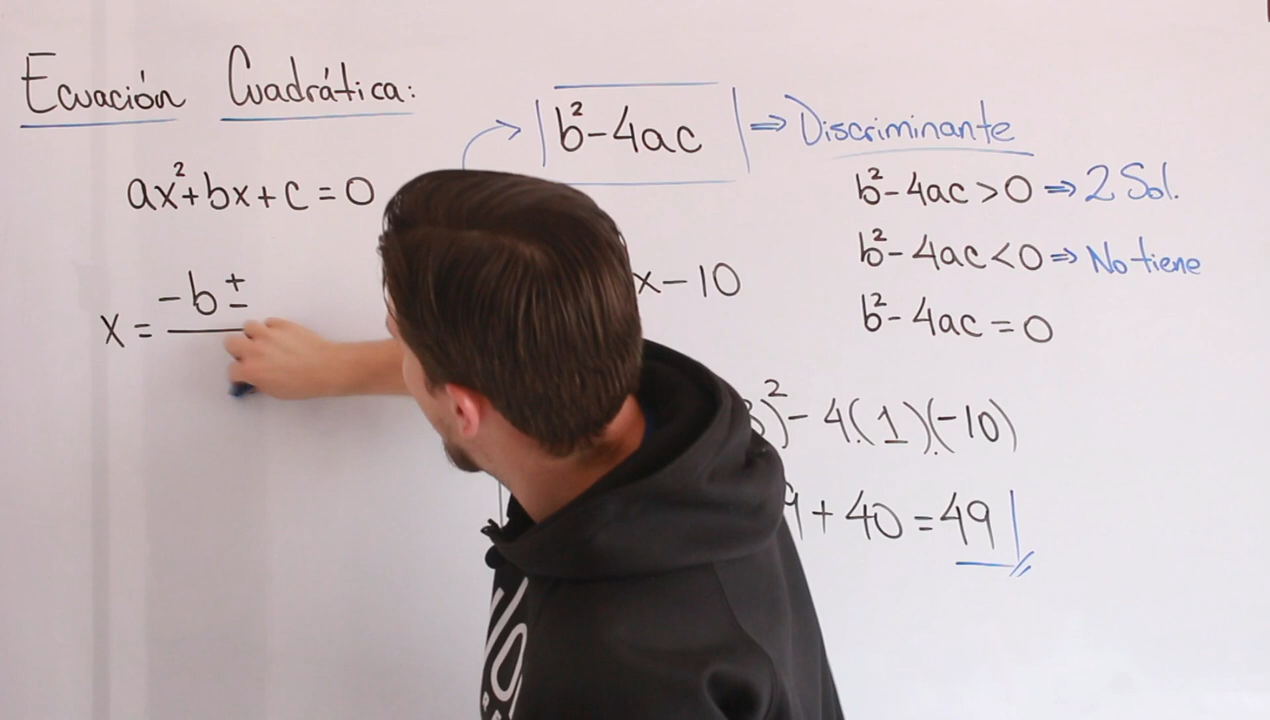 Ecuación Cuadrática:
ax²+bx+c=0
x = -b ±
b²-4ac ⇒ Discriminante
b²-4ac>0 ⇒ 2 Sol.
b²-4ac<0 ⇒ No tiene
b²-4ac=0
x-10
)²-4(1)(-10)
+40=49